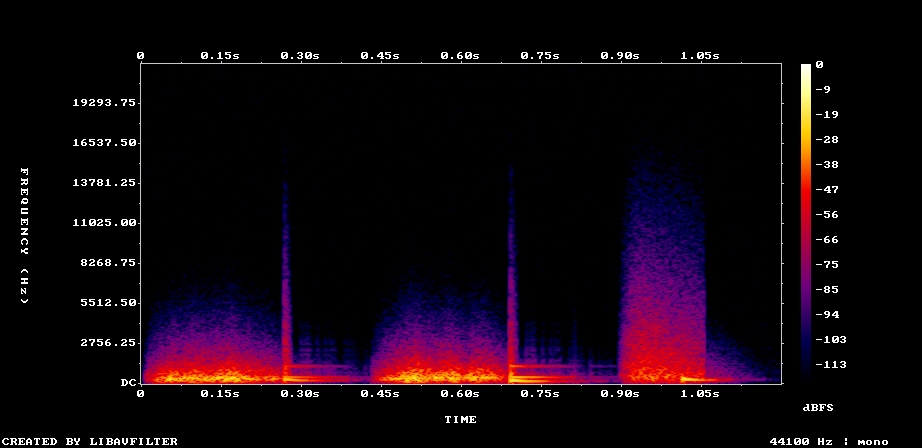 0 0.15s 0.30s 0.45s 0.60s 0.75s 0.90s 1.05s
0
19293.75
-9
-19
16537.50
-28
-38
13781.25
-47
FREQUENCY (Hz)
11025.00
-56
-66
8268.75
-75
-85
5512.50
-94
2756.25
-103
-113
DC
0 0.15s 0.30s 0.45s 0.60s 0.75s 0.90s 1.05s
dBFS
TIME
CREATED BY LIBAVFILTER
44100 Hz | mono